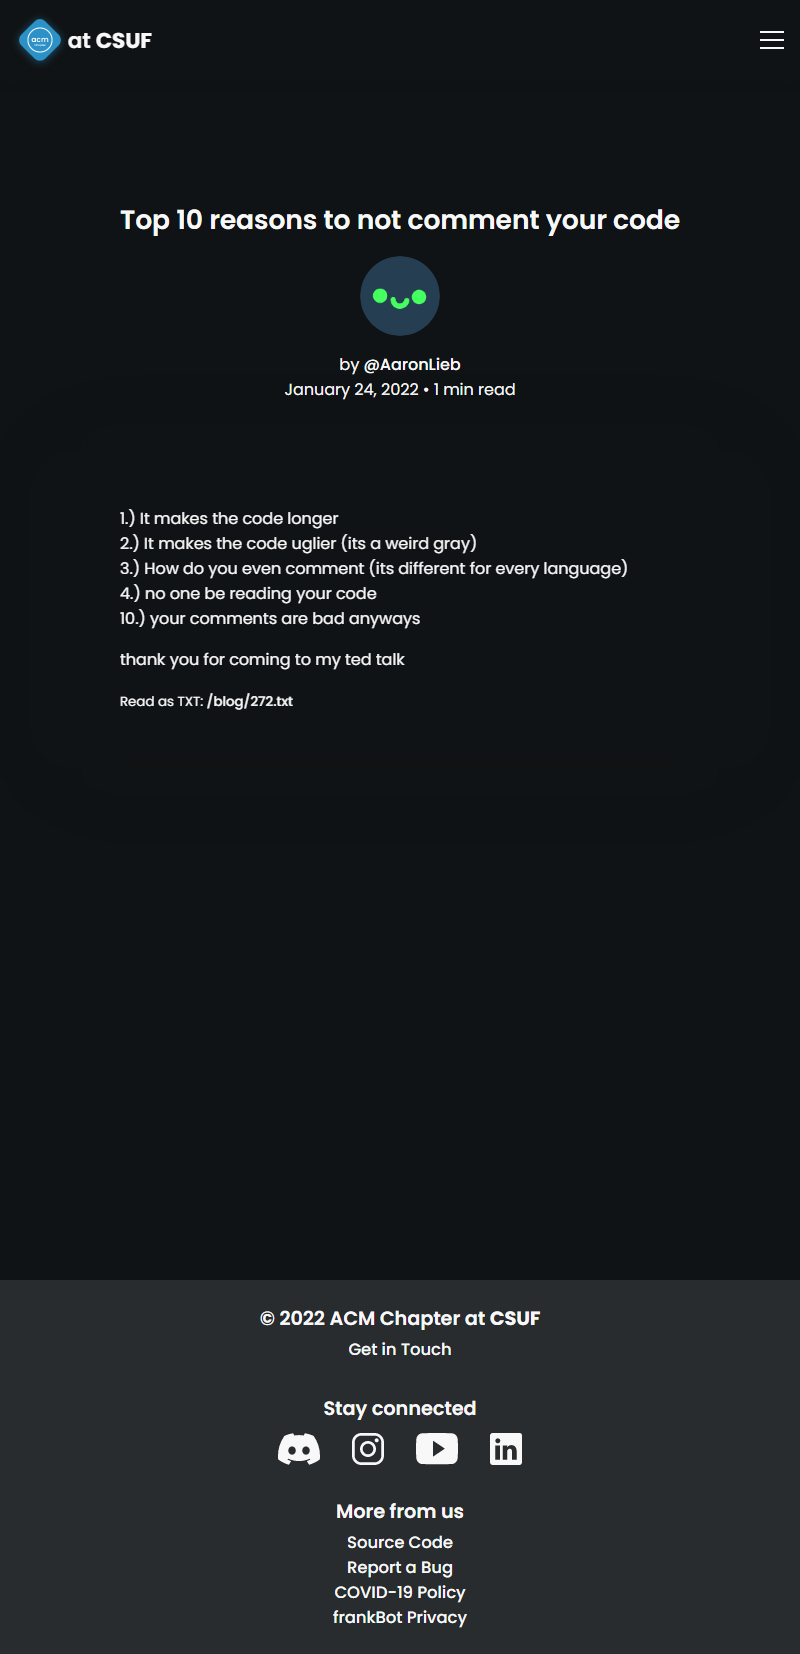 acm
at CSUF
Top 10 reasons to not comment your code
by @AaronLieb
January 24, 2022 • 1 min read
1.) It makes the code longer
2.) It makes the code uglier (its a weird gray)
3.) How do you even comment (its different for every language)
4.) no one be reading your code
10.) your comments are bad anyways
thank you for coming to my ted talk
Read as TXT: /blog/272.txt
© 2022 ACM Chapter at CSUF
Get in Touch
Stay connected
in
More from us
Source Code
Report a Bug
COVID-19 Policy
frankBot Privacy